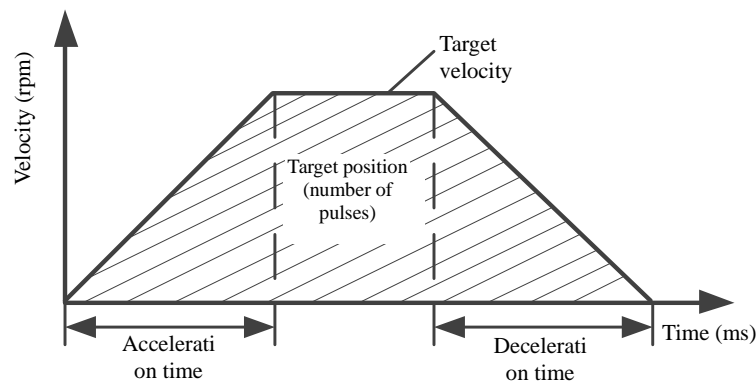 Target
velocity
Velocity (rpm)
Target position
(number of
pulses)
Time (ms)
Accelerati
on time
Decelerati
on time